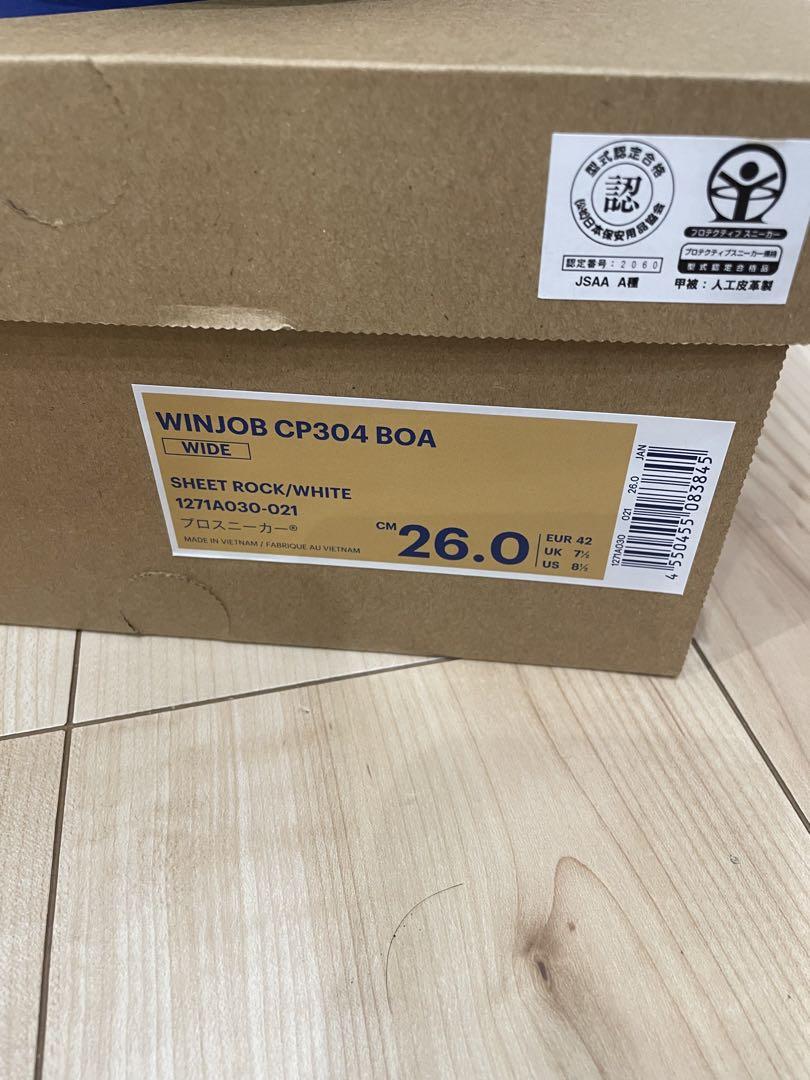 型式認定合格
認
(公社)日本保安用品協会
認定番号:2060
JSAA A種
プロテクティブ スニーカー
プロテクティブスニーカー規格
型式認定合格品
甲被:人工皮革製
WINJOB CP304 BOA
WIDE
SHEET ROCK/WHITE
1271A030-021
プロスニーカー®
MADE IN VIETNAM / FABRIQUE AU VIETNAM
CM 26.0
EUR 42
UK 7½
US 8½
1271A030 021 26.0 JAN
4 550455 083845